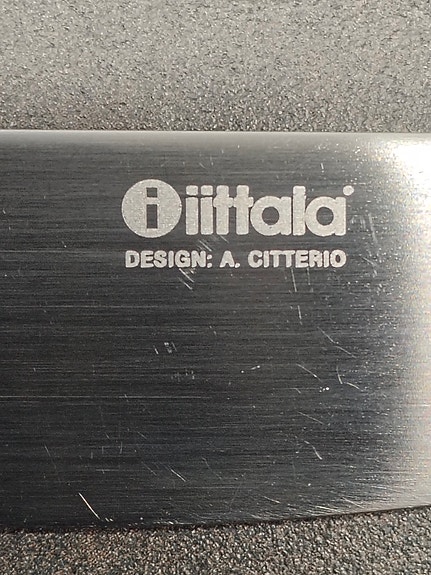 i iittala
DESIGN: A. CITTERIO